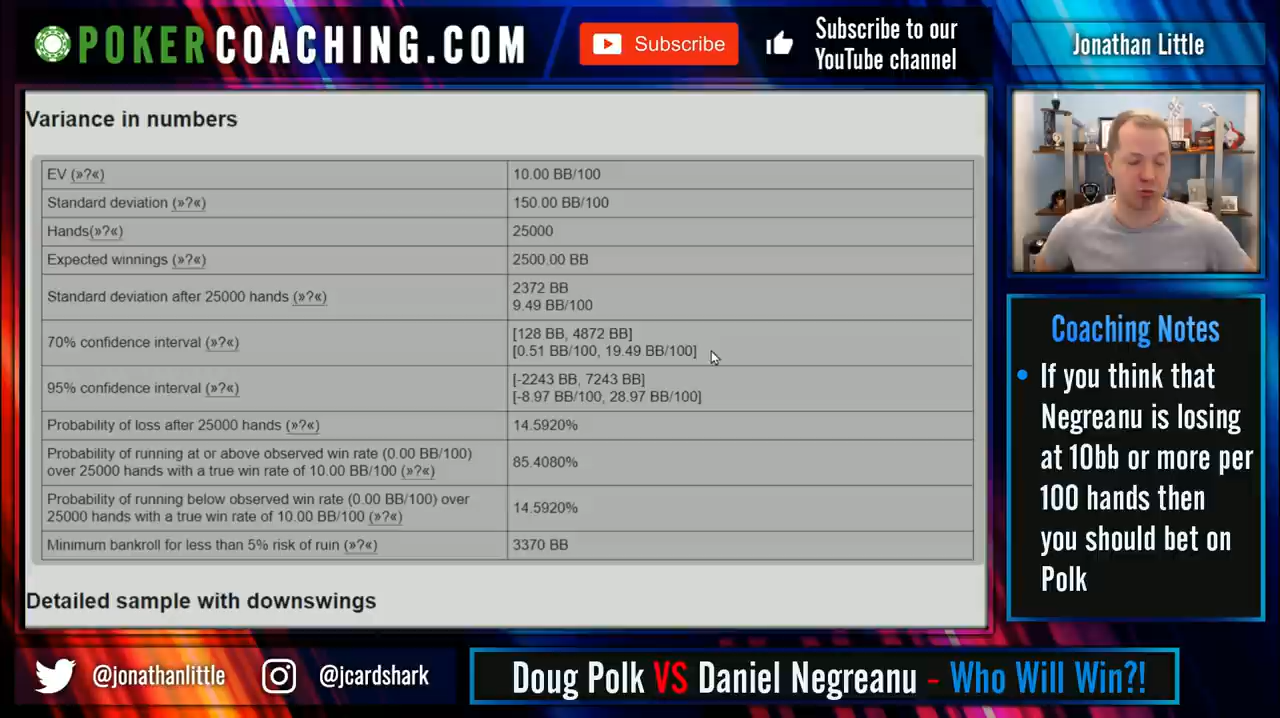 POKERCOACHING.COM
Subscribe
Subscribe to our
YouTube channel
Jonathan Little
Variance in numbers
EV (»?«) 10.00 BB/100
Standard deviation (»?«) 150.00 BB/100
Hands(»?«) 25000
Expected winnings (»?«) 2500.00 BB
Standard deviation after 25000 hands (»?«) 2372 BB
9.49 BB/100
70% confidence interval (»?«) [128 BB, 4872 BB]
[0.51 BB/100, 19.49 BB/100]
95% confidence interval (»?«) [-2243 BB, 7243 BB]
[-8.97 BB/100, 28.97 BB/100]
Probability of loss after 25000 hands (»?«) 14.5920%
Probability of running at or above observed win rate (0.00 BB/100)
over 25000 hands with a true win rate of 10.00 BB/100 (»?«) 85.4080%
Probability of running below observed win rate (0.00 BB/100) over
25000 hands with a true win rate of 10.00 BB/100 (»?«) 14.5920%
Minimum bankroll for less than 5% risk of ruin (»?«) 3370 BB
Detailed sample with downswings
Coaching Notes
• If you think that
Negreanu is losing
at 10bb or more per
100 hands then
you should bet on
Polk
@jonathanlittle
@jcardshark
Doug Polk VS Daniel Negreanu - Who Will Win?!